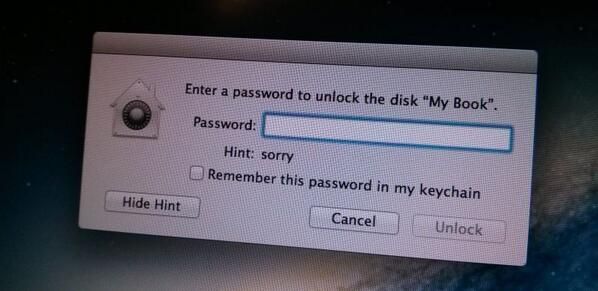 Enter a password to unlock the disk “My Book”.
Password:
Hint: sorry
Remember this password in my keychain
Hide Hint
Cancel
Unlock